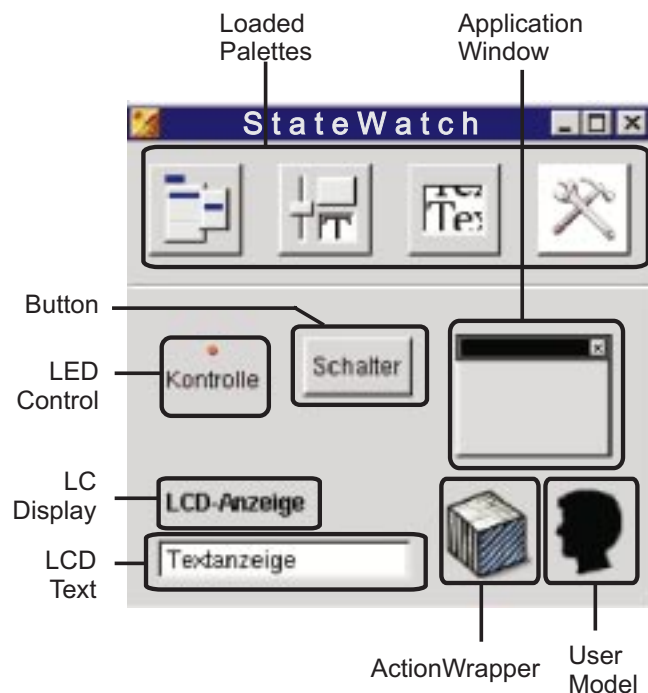 Loaded
Palettes
Application
Window
StateWatch
Button
Schalter
LED
Control
Kontrolle
LC
Display
LCD-Anzeige
LCD
Text
Textanzeige
ActionWrapper
User
Model